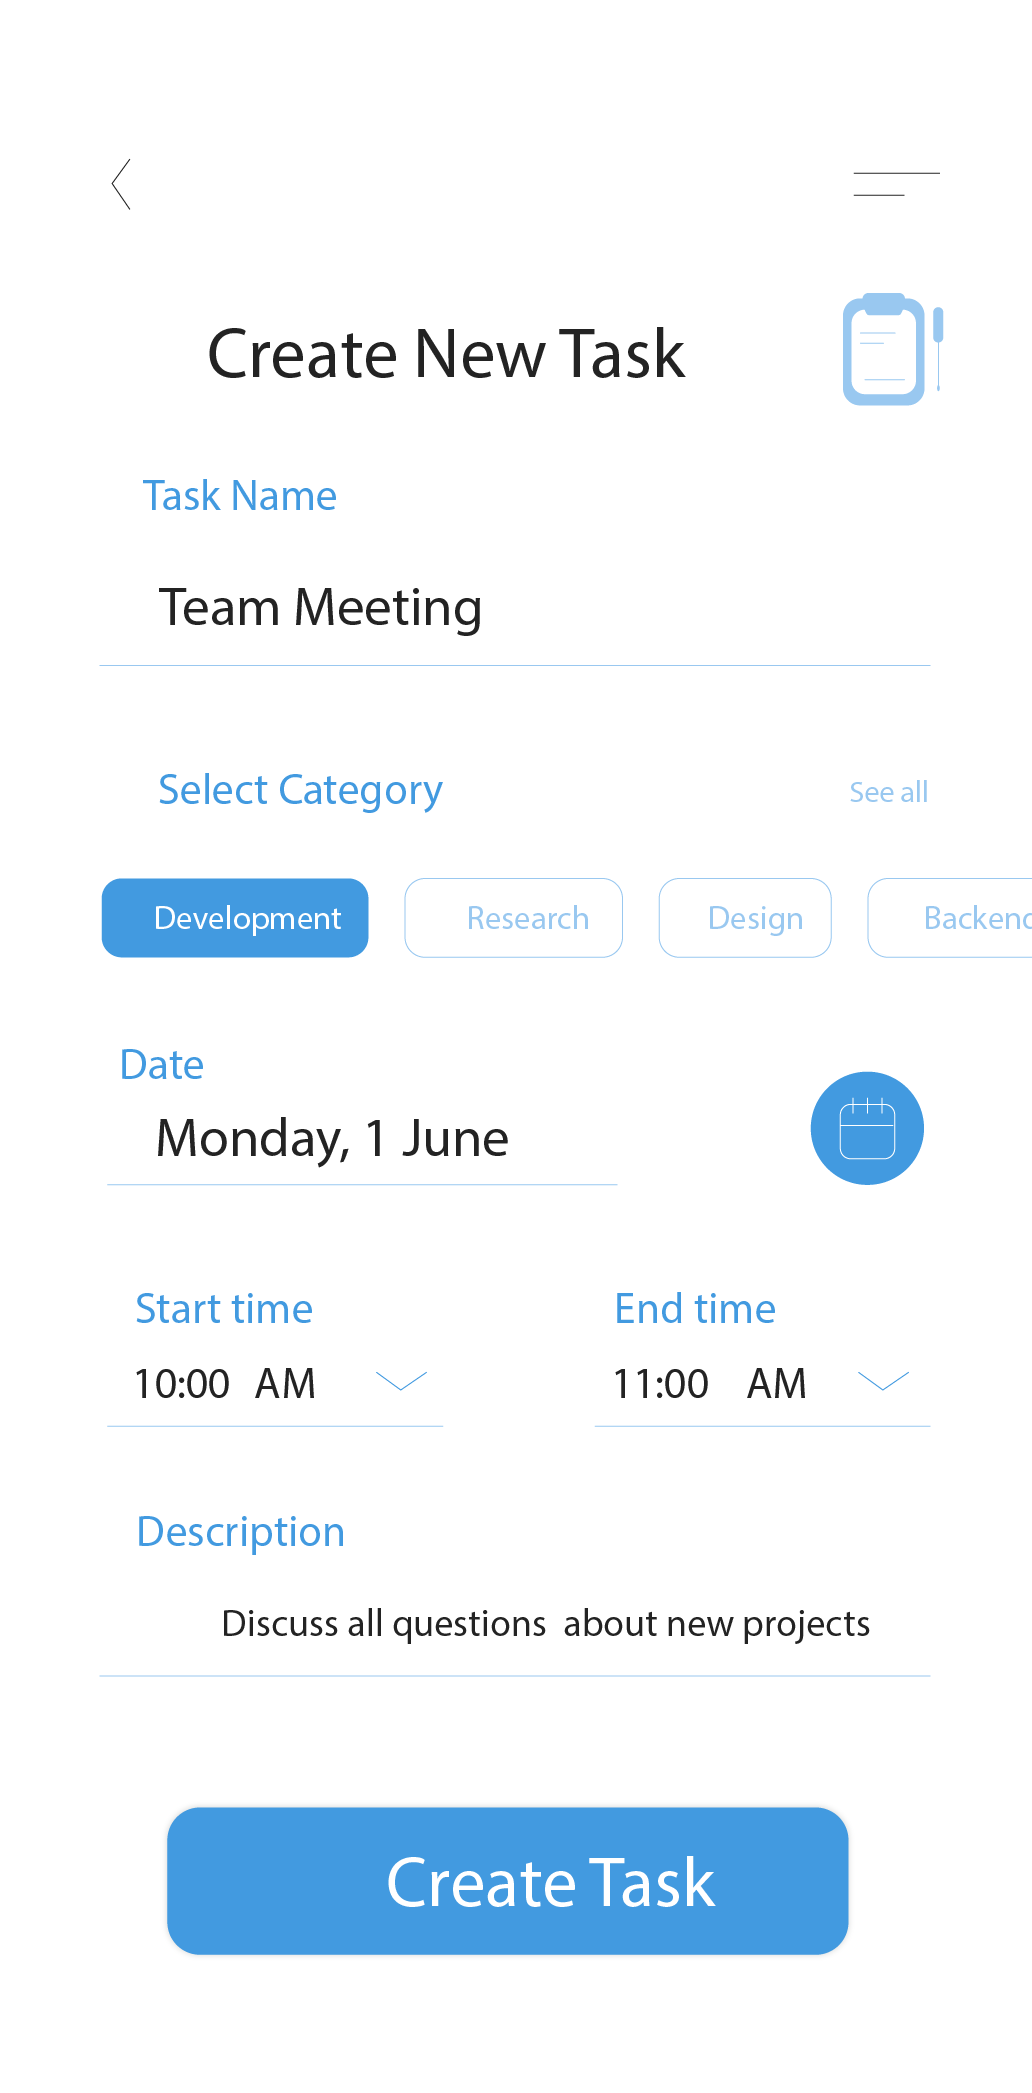 Create New Task
Task Name
Team Meeting
Select Category See all
Development Research Design
Date
Monday, 1 June
Start time End time
10:00 AM 11:00 AM
Description
Discuss all questions about new projects
Create Task